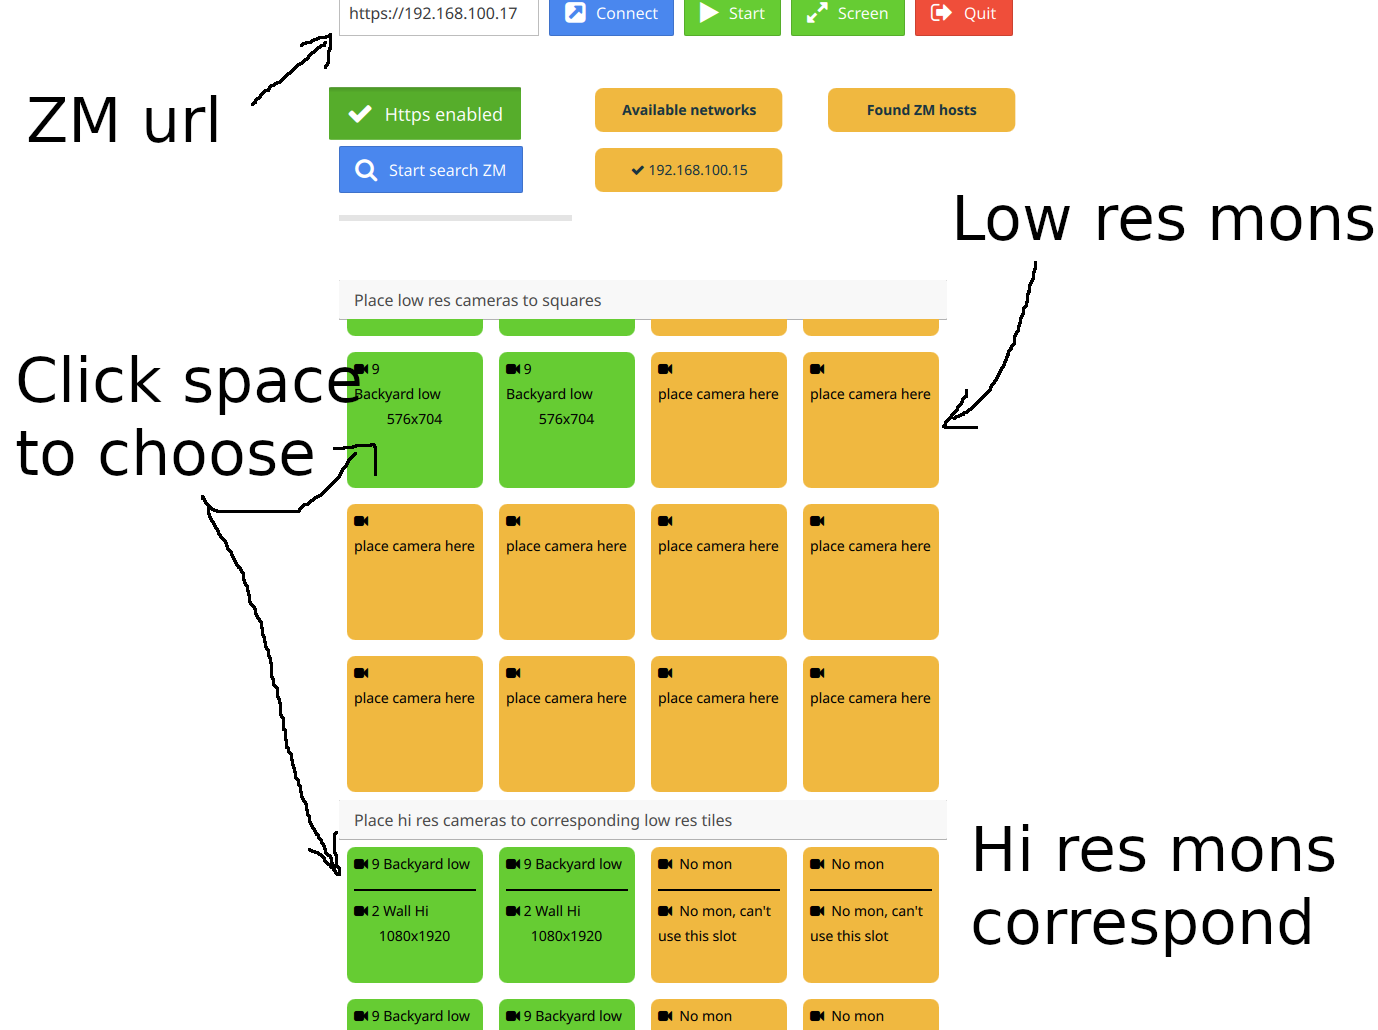 https://192.168.100.17 Connect Start Screen Quit
ZM url
Https enabled Available networks Found ZM hosts
Start search ZM 192.168.100.15
Low res mons
Place low res cameras to squares
Click space
to choose
9 9
Backyard low Backyard low place camera here place camera here
576x704 576x704
place camera here place camera here place camera here place camera here
place camera here place camera here place camera here place camera here
Place hi res cameras to corresponding low res tiles
Hi res mons
correspond
9 Backyard low 9 Backyard low No mon No mon
2 Wall Hi 2 Wall Hi No mon, can't No mon, can't
1080x1920 1080x1920 use this slot use this slot
9 Backyard low 9 Backyard low No mon No mon